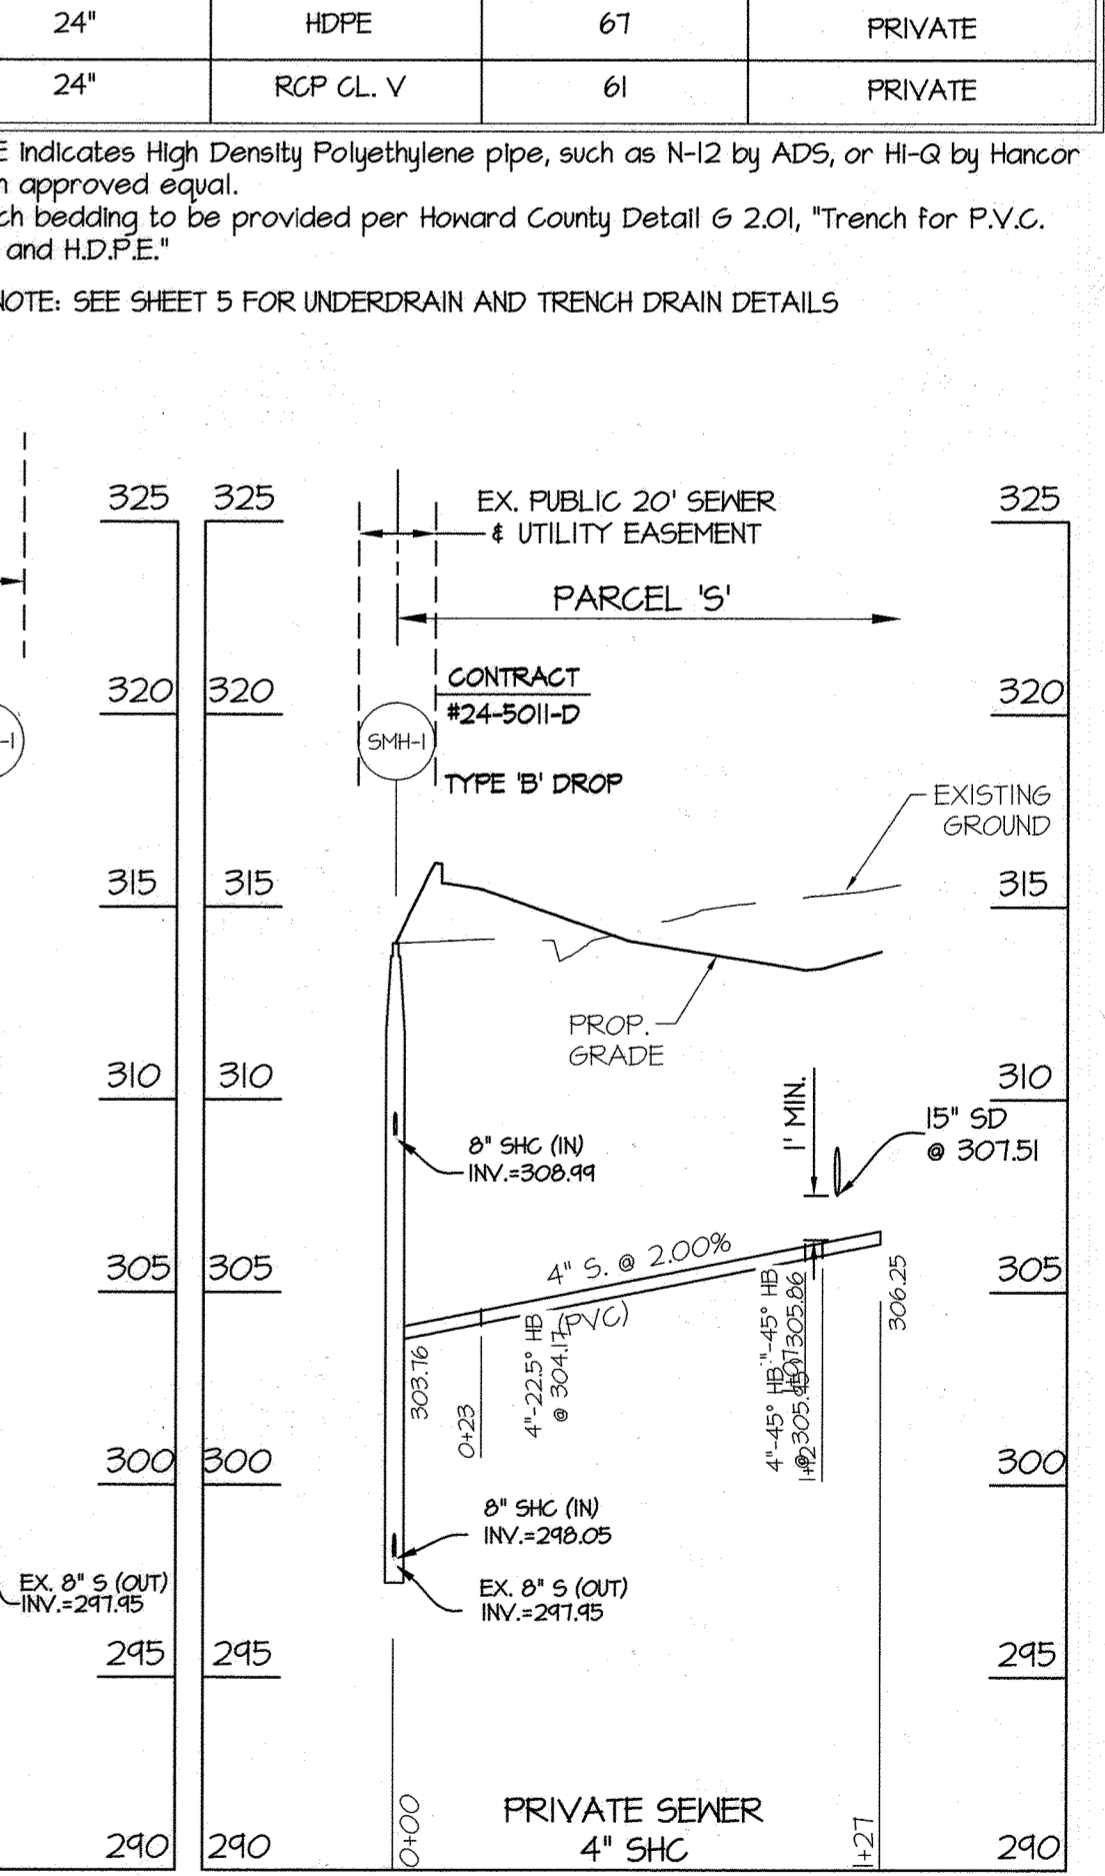 24" HDPE 67 PRIVATE
24" RCP CL. V 61 PRIVATE
E indicates High Density Polyethylene pipe, such as N-12 by ADS, or Hi-Q by Hancor
n approved equal.
ch bedding to be provided per Howard County Detail G 2.01, "Trench for P.V.C.
and H.D.P.E."
NOTE: SEE SHEET 5 FOR UNDERDRAIN AND TRENCH DRAIN DETAILS
325 325 325
EX. PUBLIC 20' SEWER
& UTILITY EASEMENT
PARCEL 'S'
320 320 320
CONTRACT
#24-5011-D
-1
SMH-1
TYPE 'B' DROP
EXISTING
GROUND
315 315 315
PROP.
GRADE
310 310 310
1' MIN.
15" SD
@ 307.51
8" SHC (IN)
INV.=308.99
305 305 305
4" S. @ 2.00%
(PVC)
303.76
0+23
4"-22.5° HB
@ 304.17
4"-45° HB
"-45° HB
305.86
306.25
300 300 300
8" SHC (IN)
INV.=298.05
EX. 8" S (OUT)
INV.=297.95
EX. 8" S (OUT)
INV.=297.95
295 295 295
0+00
PRIVATE SEWER
4" SHC
1+27
290 290 290